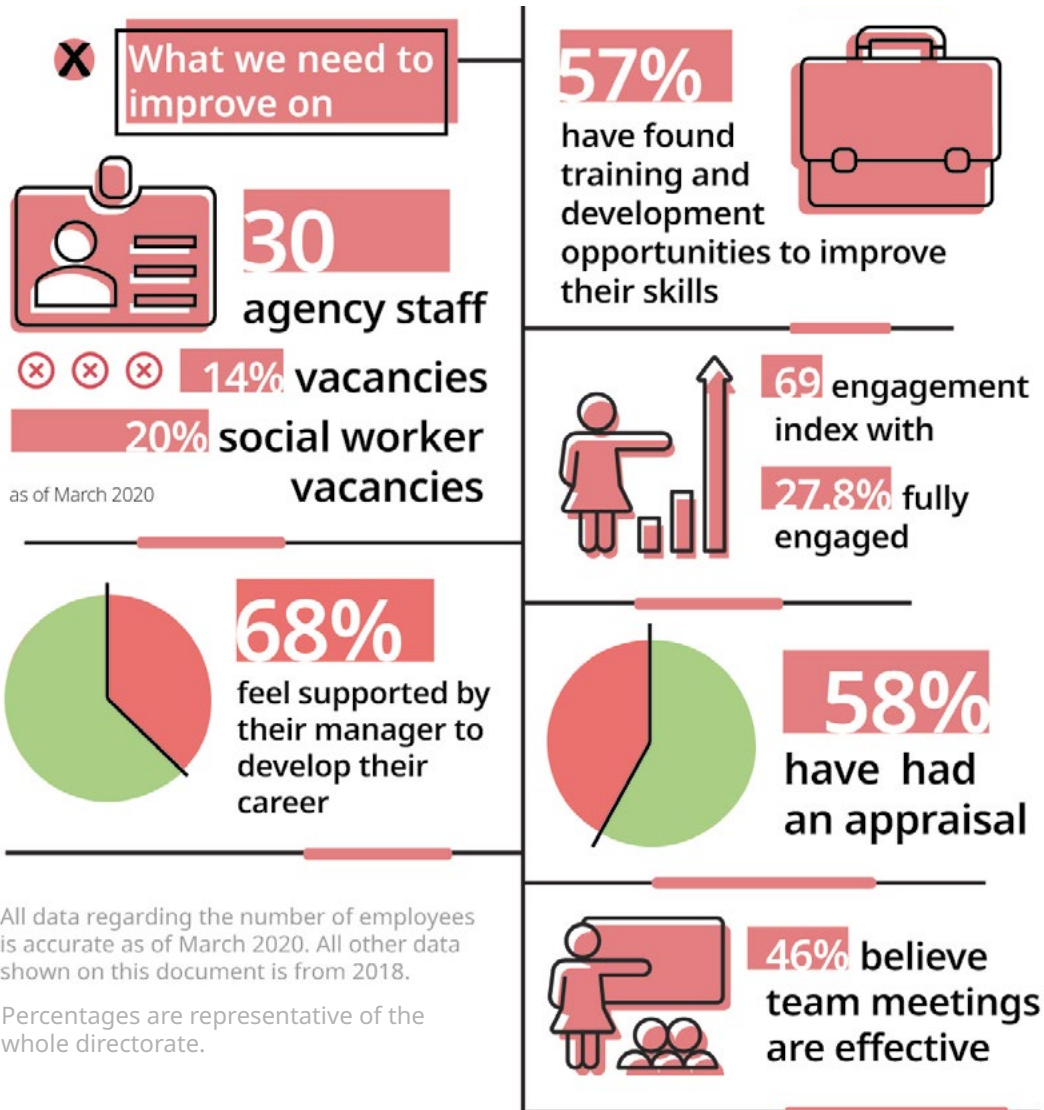 X
What we need to
improve on
30
agency staff
14% vacancies
20% social worker
vacancies
as of March 2020
68%
feel supported by
their manager to
develop their
career
All data regarding the number of employees
is accurate as of March 2020. All other data
shown on this document is from 2018.
Percentages are representative of the
whole directorate.
57%
have found
training and
development
opportunities to improve
their skills
69 engagement
index with
27.8% fully
engaged
58%
have had
an appraisal
46% believe
team meetings
are effective